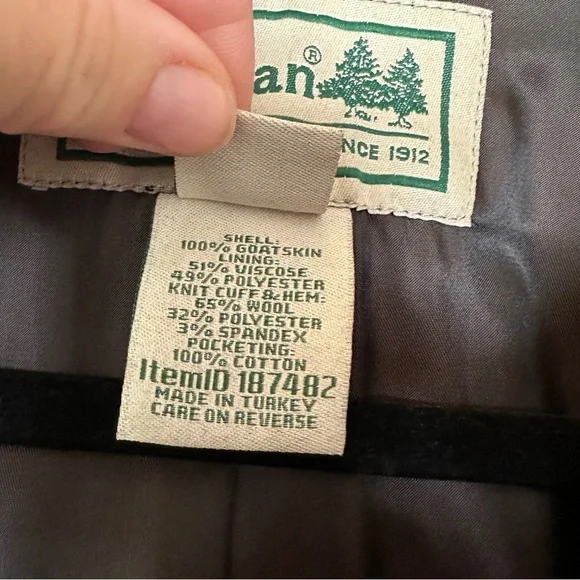 an®
NCE 1912
SHELL:
100% GOATSKIN
LINING:
51% VISCOSE
49% POLYESTER
KNIT CUFF & HEM:
65% WOOL
32% POLYESTER
3% SPANDEX
POCKETING:
100% COTTON
ItemID 187482
MADE IN TURKEY
CARE ON REVERSE